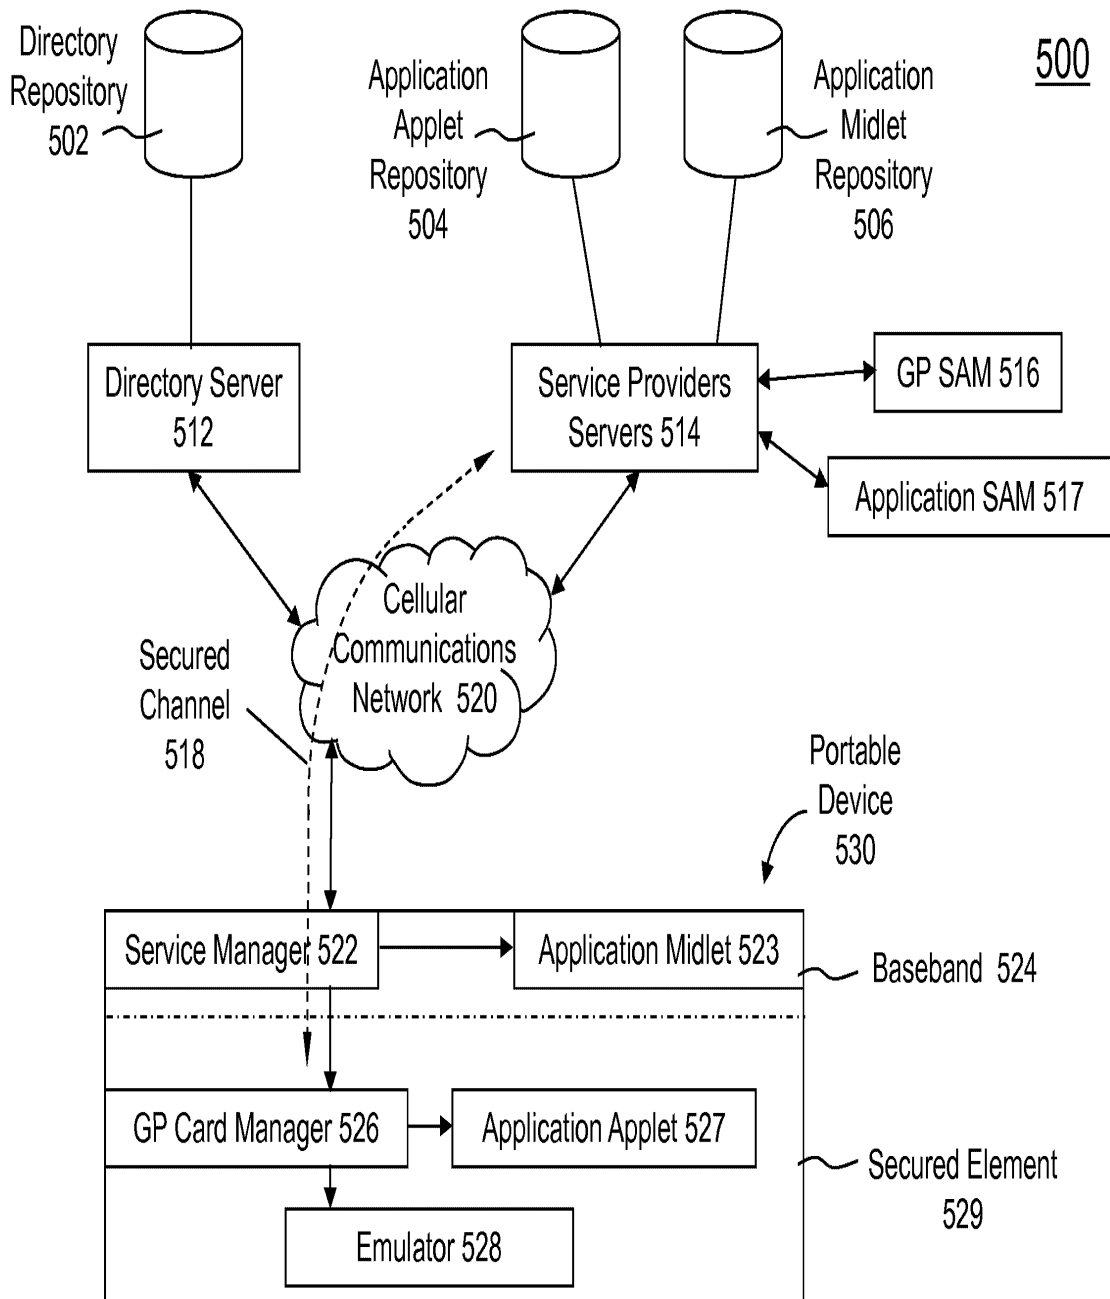 Directory
Repository
502
Application
Applet
Repository
504
Application
Midlet
Repository
506
500
Directory Server
512
Service Providers
Servers 514
GP SAM 516
Application SAM 517
Cellular
Communications
Network 520
Secured
Channel
518
Portable
Device
530
Service Manager 522
Application Midlet 523
Baseband 524
GP Card Manager 526
Application Applet 527
Secured Element
529
Emulator 528